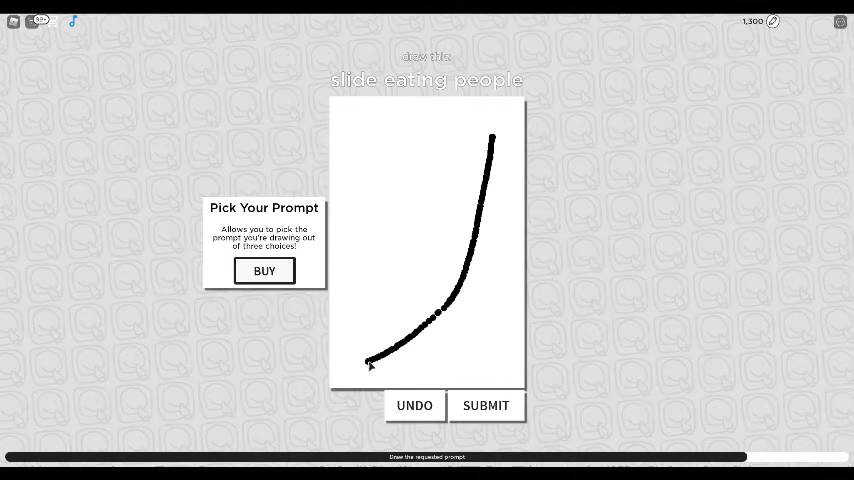 99+
1,300
draw this:
slide eating people
Pick Your Prompt
Allows you to pick the
prompt you're drawing out
of three choices!
BUY
UNDO
SUBMIT
Draw the requested prompt